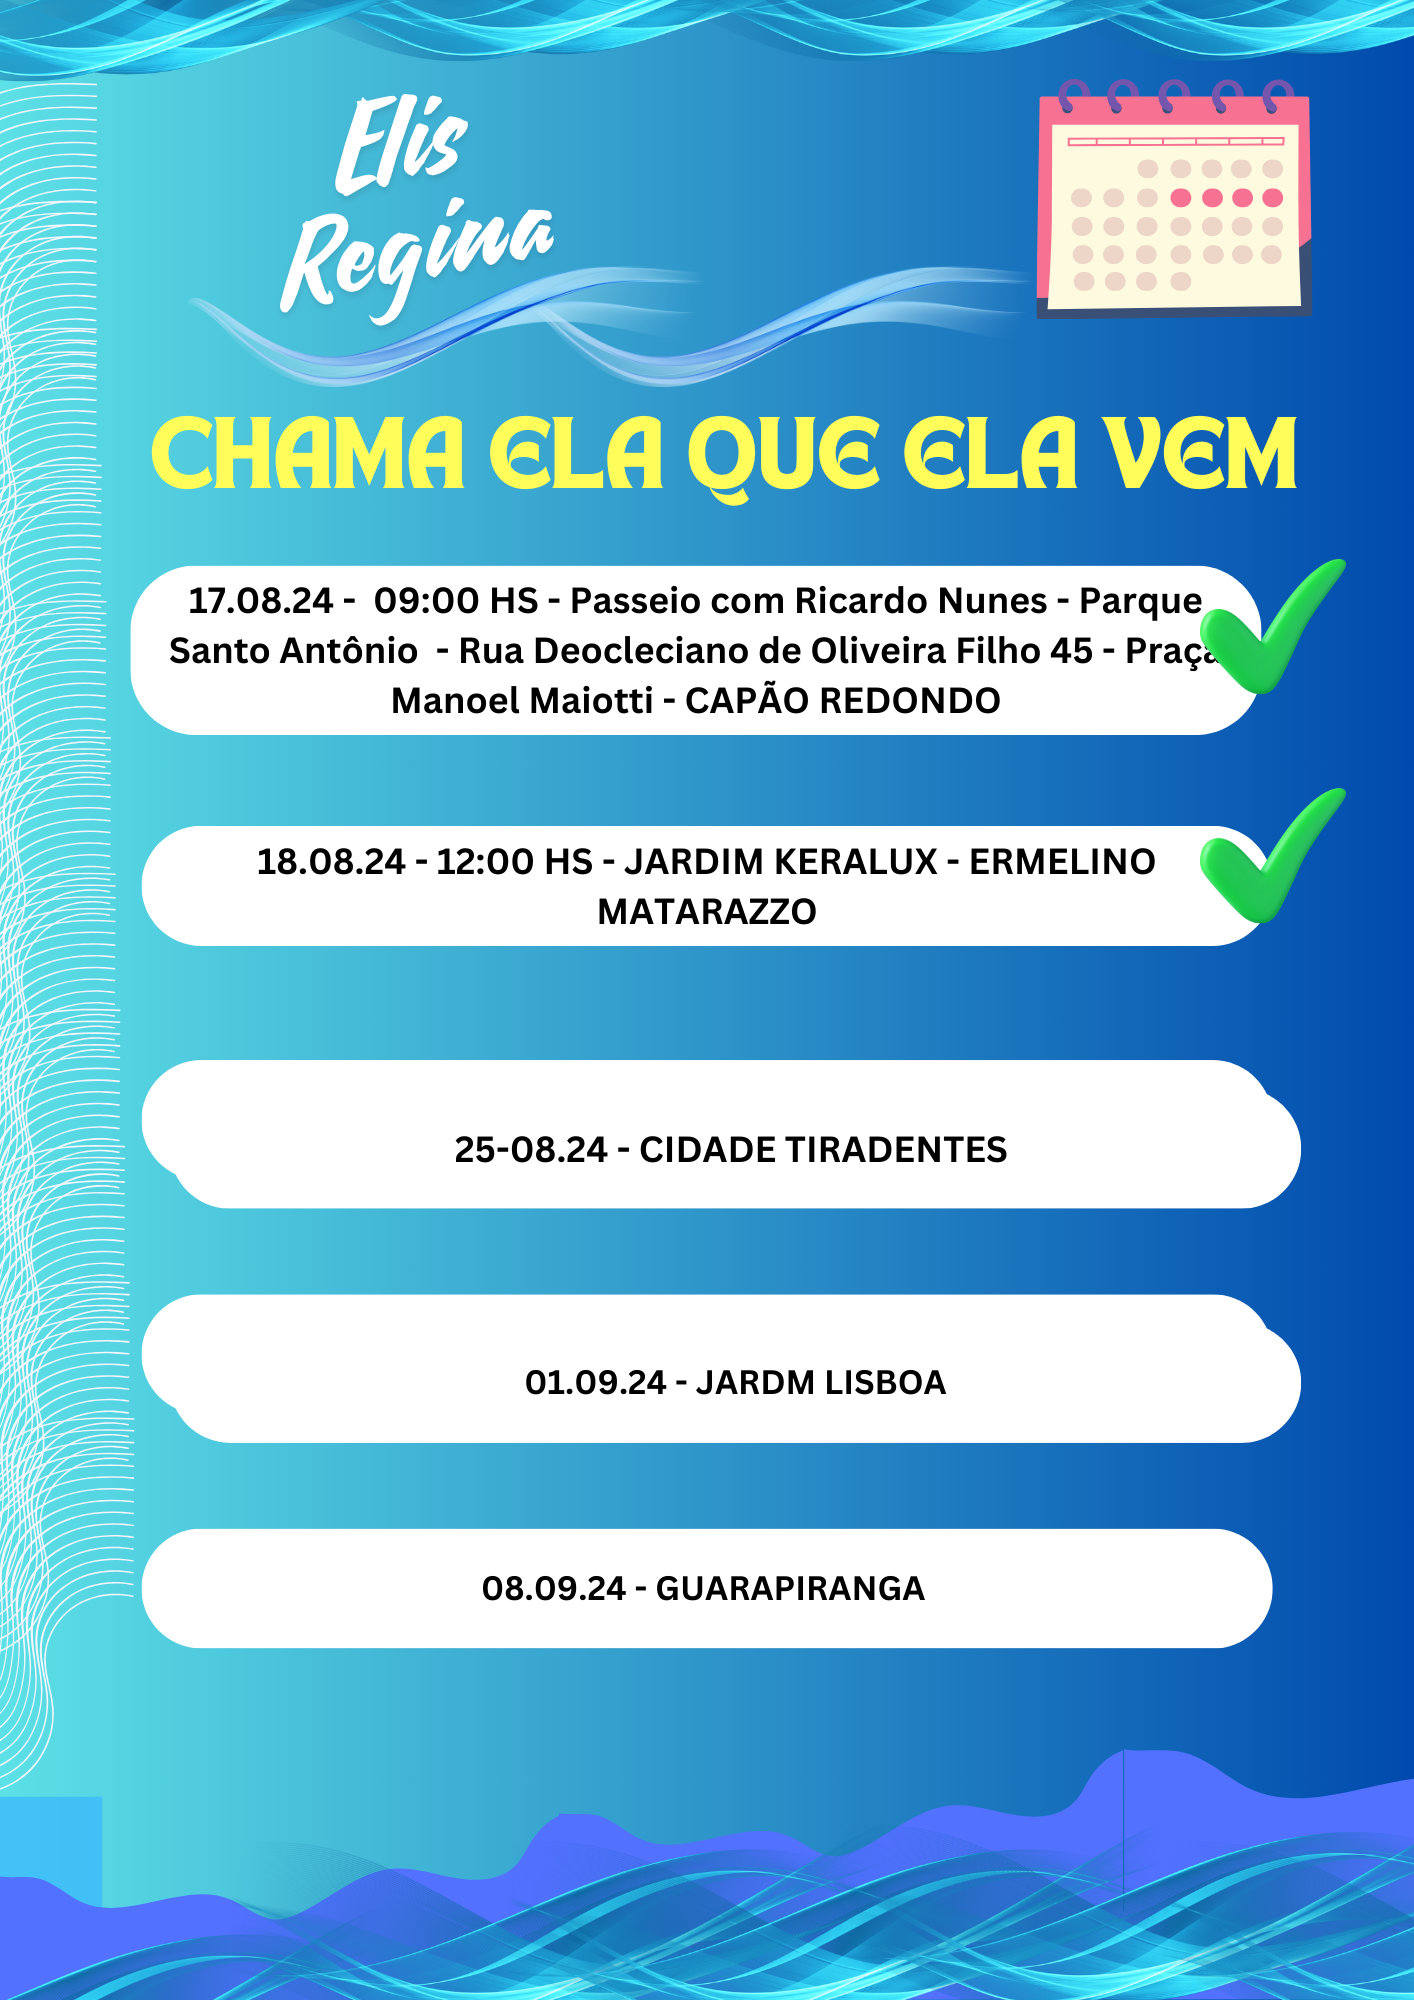 Elis
Regina
CHAMA ELA QUE ELA VEM
17.08.24 - 09:00 HS - Passeio com Ricardo Nunes - Parque
Santo Antônio - Rua Deocleciano de Oliveira Filho 45 - Praça
Manoel Maiotti - CAPÃO REDONDO
18.08.24 - 12:00 HS - JARDIM KERALUX - ERMELINO
MATARAZZO
25-08.24 - CIDADE TIRADENTES
01.09.24 - JARDM LISBOA
08.09.24 - GUARAPIRANGA